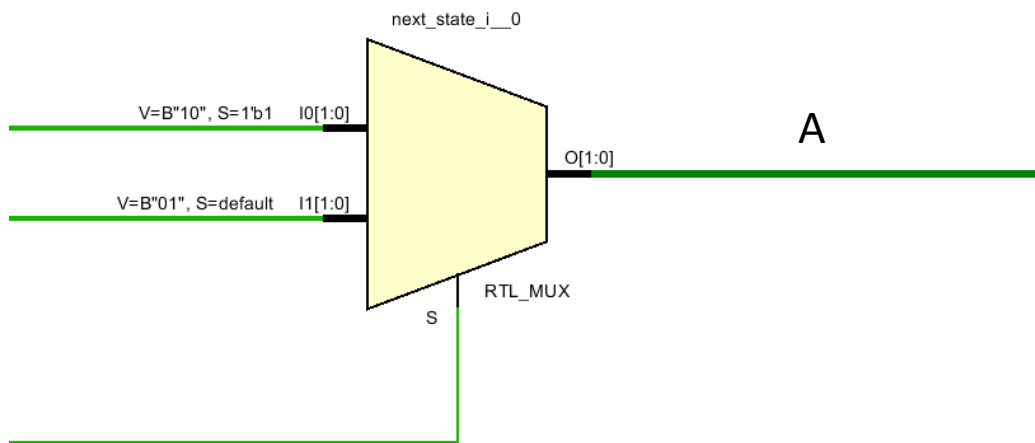 next_state_i__0
V=B"10", S=1'b1 I0[1:0]
A
O[1:0]
V=B"01", S=default I1[1:0]
RTL_MUX
S